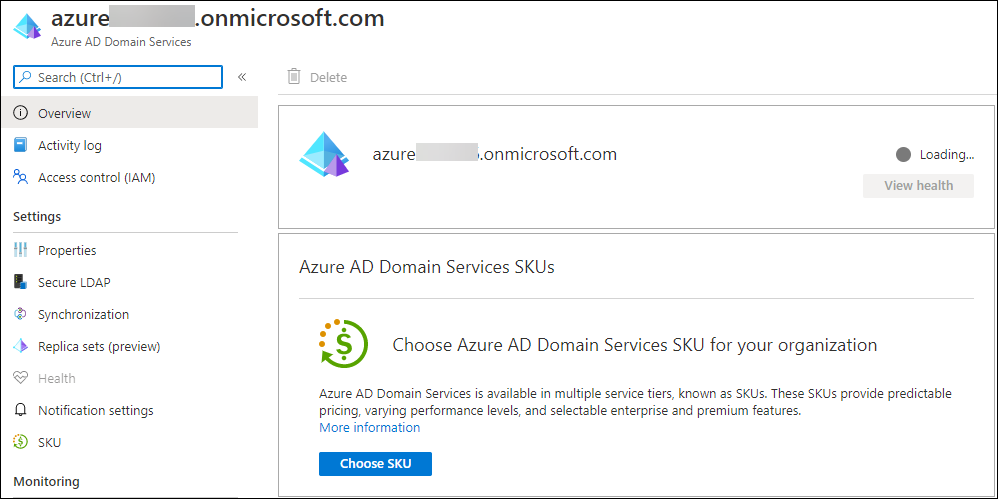 azure .onmicrosoft.com
Azure AD Domain Services
Search (Ctrl+/)
«
Delete
Overview
Activity log
Access control (IAM)
Settings
Properties
Secure LDAP
Synchronization
Replica sets (preview)
Health
Notification settings
SKU
Monitoring
azure .onmicrosoft.com
Loading...
View health
Azure AD Domain Services SKUs
Choose Azure AD Domain Services SKU for your organization
Azure AD Domain Services is available in multiple service tiers, known as SKUs. These SKUs provide predictable
pricing, varying performance levels, and selectable enterprise and premium features.
More information
Choose SKU